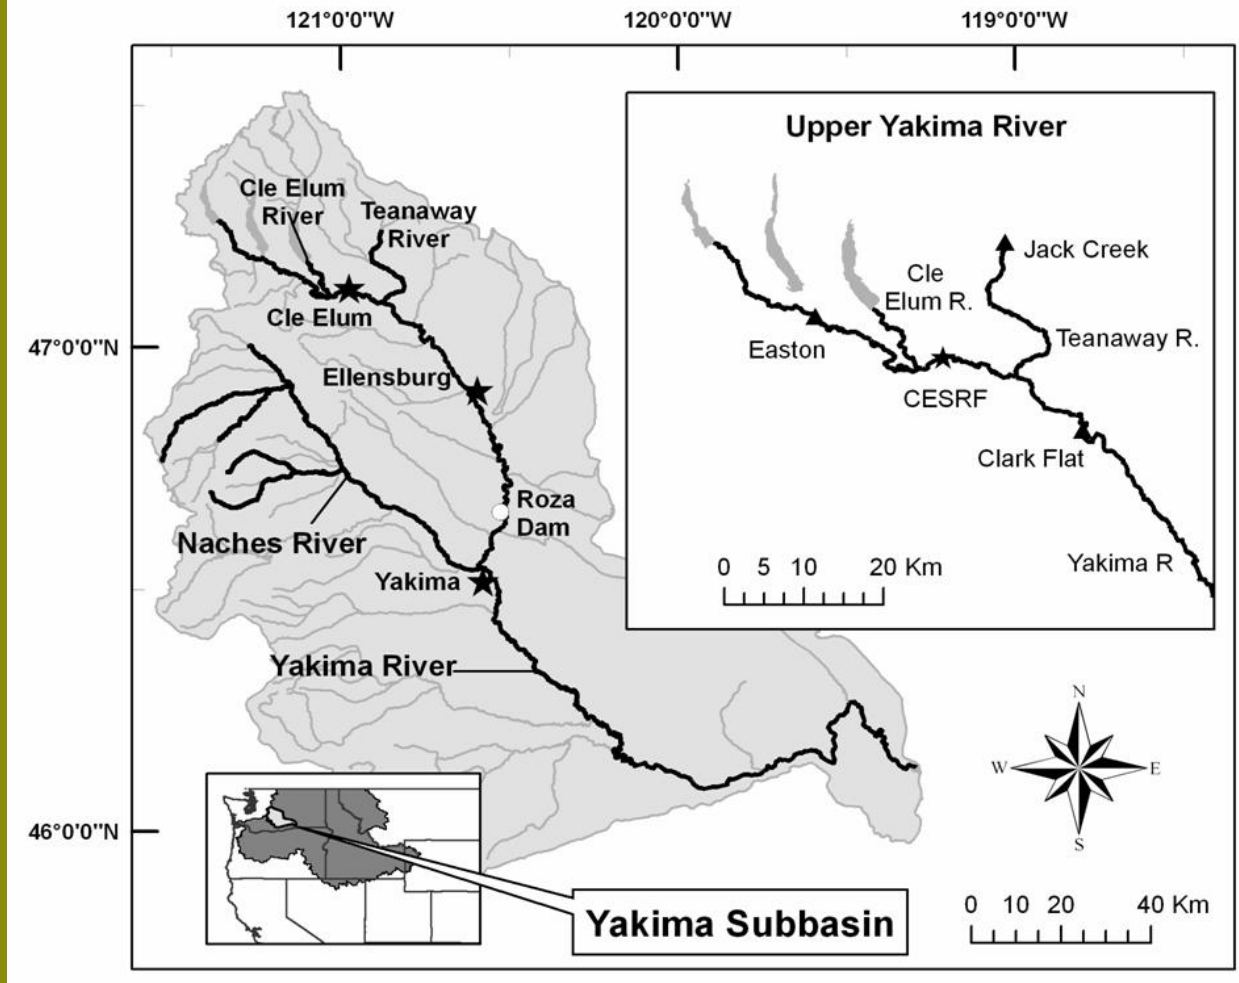 121°0'0"W
120°0'0"W
119°0'0"W
Upper Yakima River
Cle Elum
River
Teanaway
River
Cle Elum
47°0'0"N
Ellensburg
Roza
Dam
Naches River
Yakima
Yakima River
46°0'0"N
Jack Creek
Cle
Elum R.
Teanaway R.
Easton
CESRF
Clark Flat
Yakima R
0 5 10 20 Km
N
W E
S
0 10 20 40 Km
Yakima Subbasin